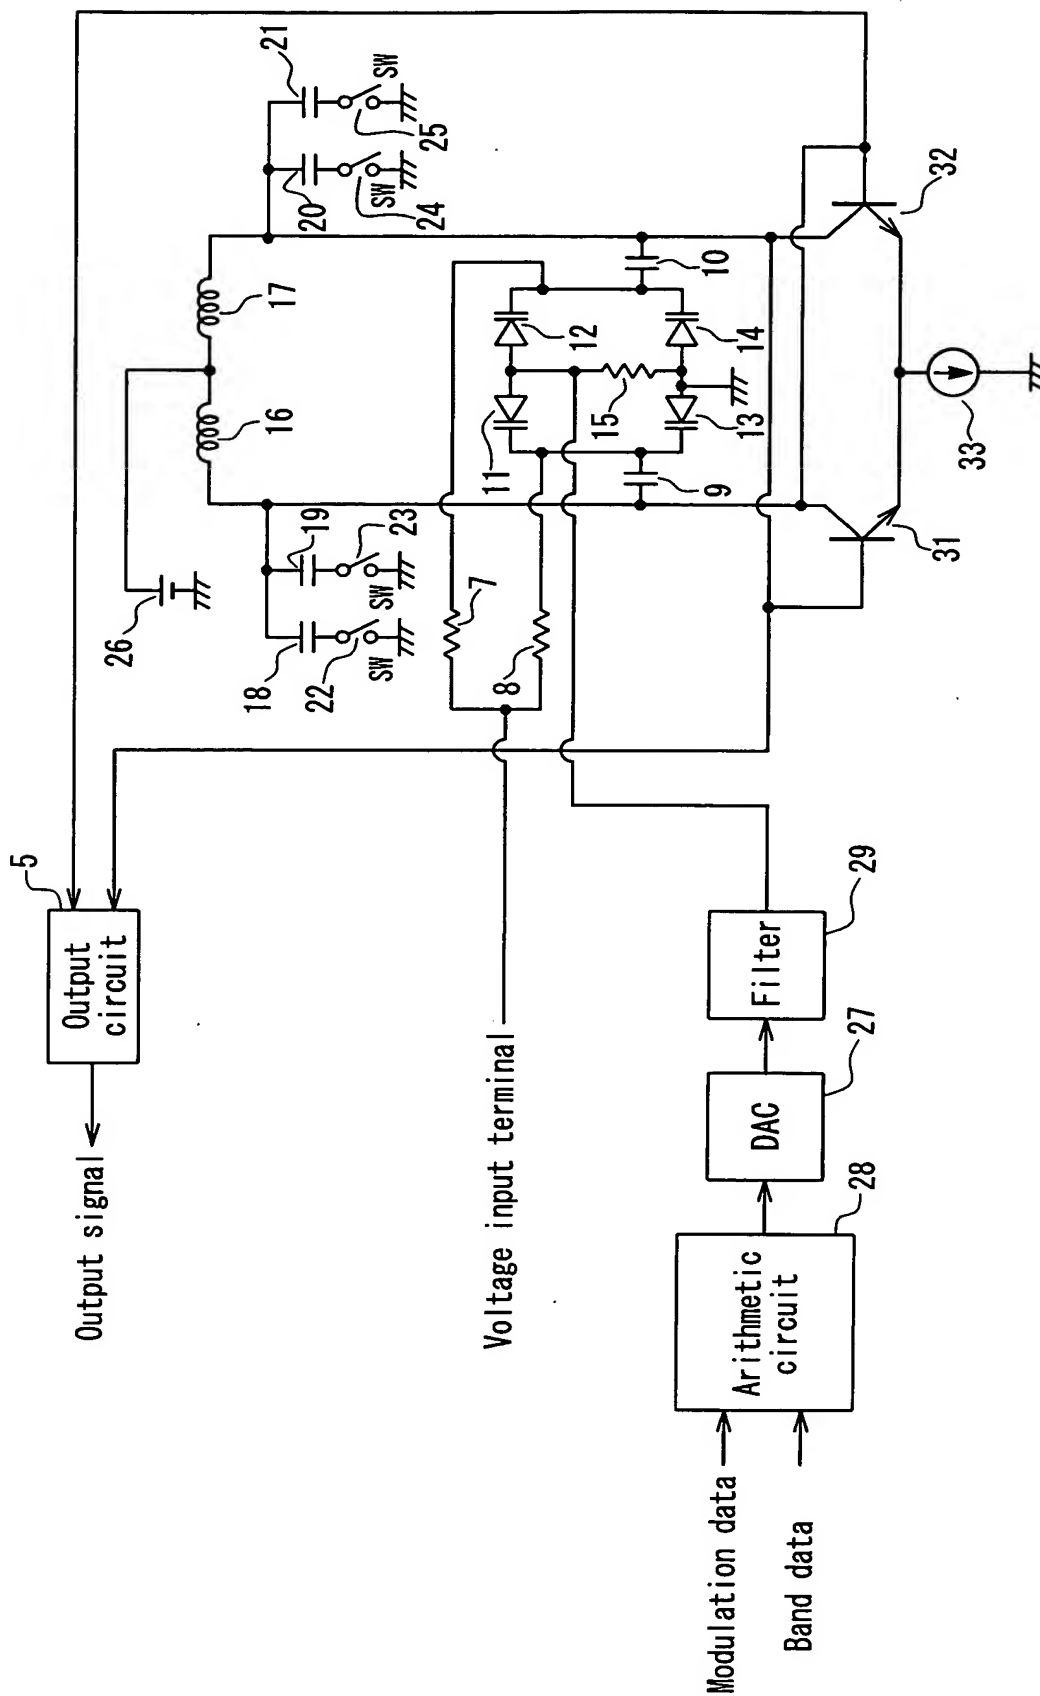 21
SW
25
20
SW
24
17
16
26
19
23
SW
18
22
SW
10
12
14
15
11
13
9
7
8
32
31
33
5
Output
circuit
Output signal
Voltage input terminal
Filter
29
DAC
27
Arithmetic
circuit
28
Modulation data
Band data